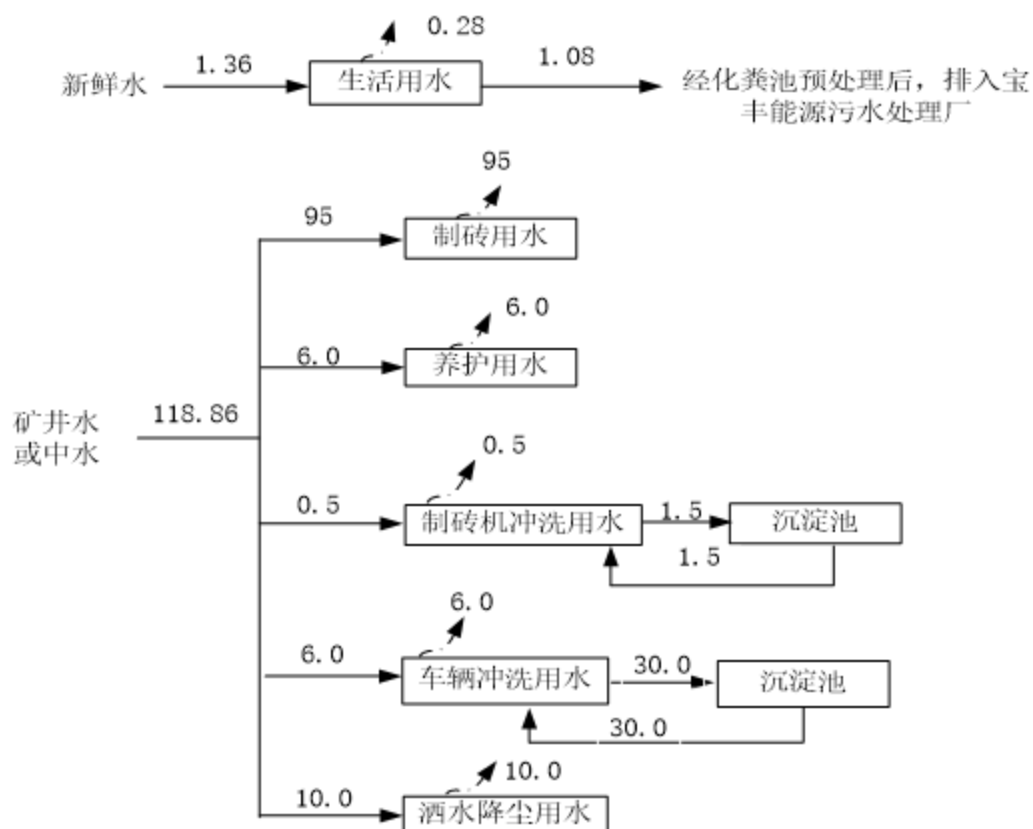 0.28
新鲜水
1.36
生活用水
1.08
经化粪池预处理后，排入宝
丰能源污水处理厂
95
95
制砖用水
6.0
6.0
养护用水
矿井水
或中水
118.86
0.5
0.5
制砖机冲洗用水
1.5
沉淀池
1.5
6.0
6.0
车辆冲洗用水
30.0
沉淀池
30.0
10.0
10.0
洒水降尘用水